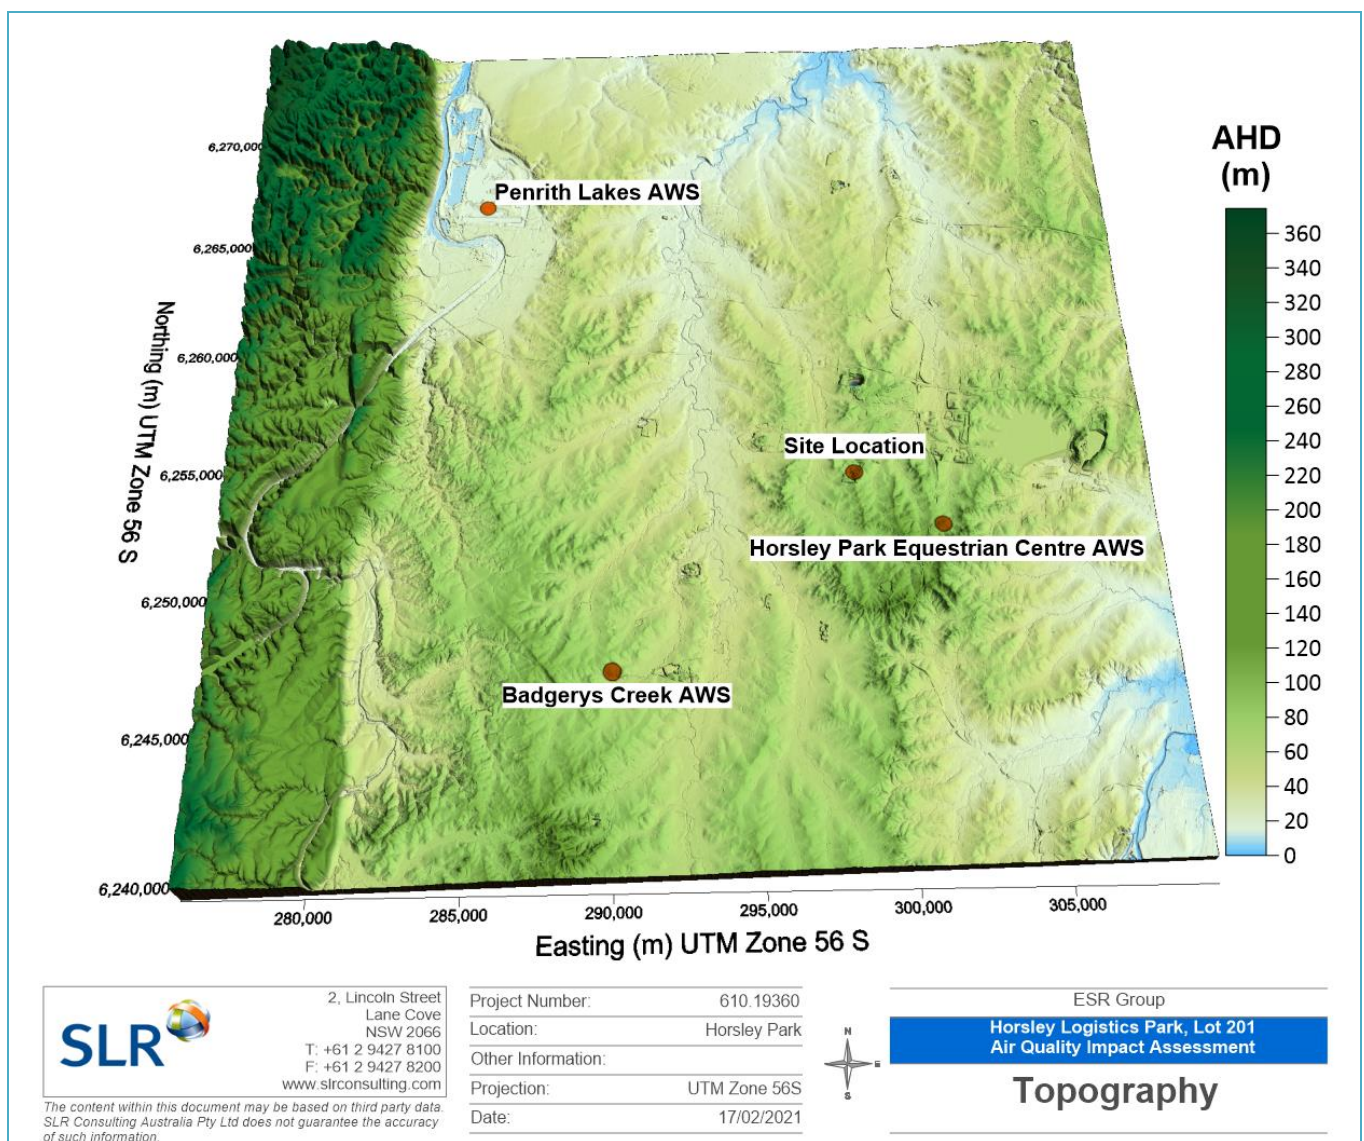 AHD
(m)
360
340
320
300
280
260
240
220
200
180
160
140
120
100
80
60
40
20
0
Penrith Lakes AWS
Site Location
Horsley Park Equestrian Centre AWS
Badgerys Creek AWS
Northing (m) UTM Zone 56 S
6,270,000
6,265,000
6,260,000
6,255,000
6,250,000
6,245,000
6,240,000
280,000
285,000
290,000
295,000
300,000
305,000
Easting (m) UTM Zone 56 S
SLR
2, Lincoln Street
Lane Cove
NSW 2066
T: +61 2 9427 8100
F: +61 2 9427 8200
www.slrconsulting.com
The content within this document may be based on third party data.
SLR Consulting Australia Pty Ltd does not guarantee the accuracy
of such information.
Project Number: 610.19360
Location: Horsley Park
Other Information:
Projection: UTM Zone 56S
Date: 17/02/2021
N
E
S
ESR Group
Horsley Logistics Park, Lot 201
Air Quality Impact Assessment
Topography